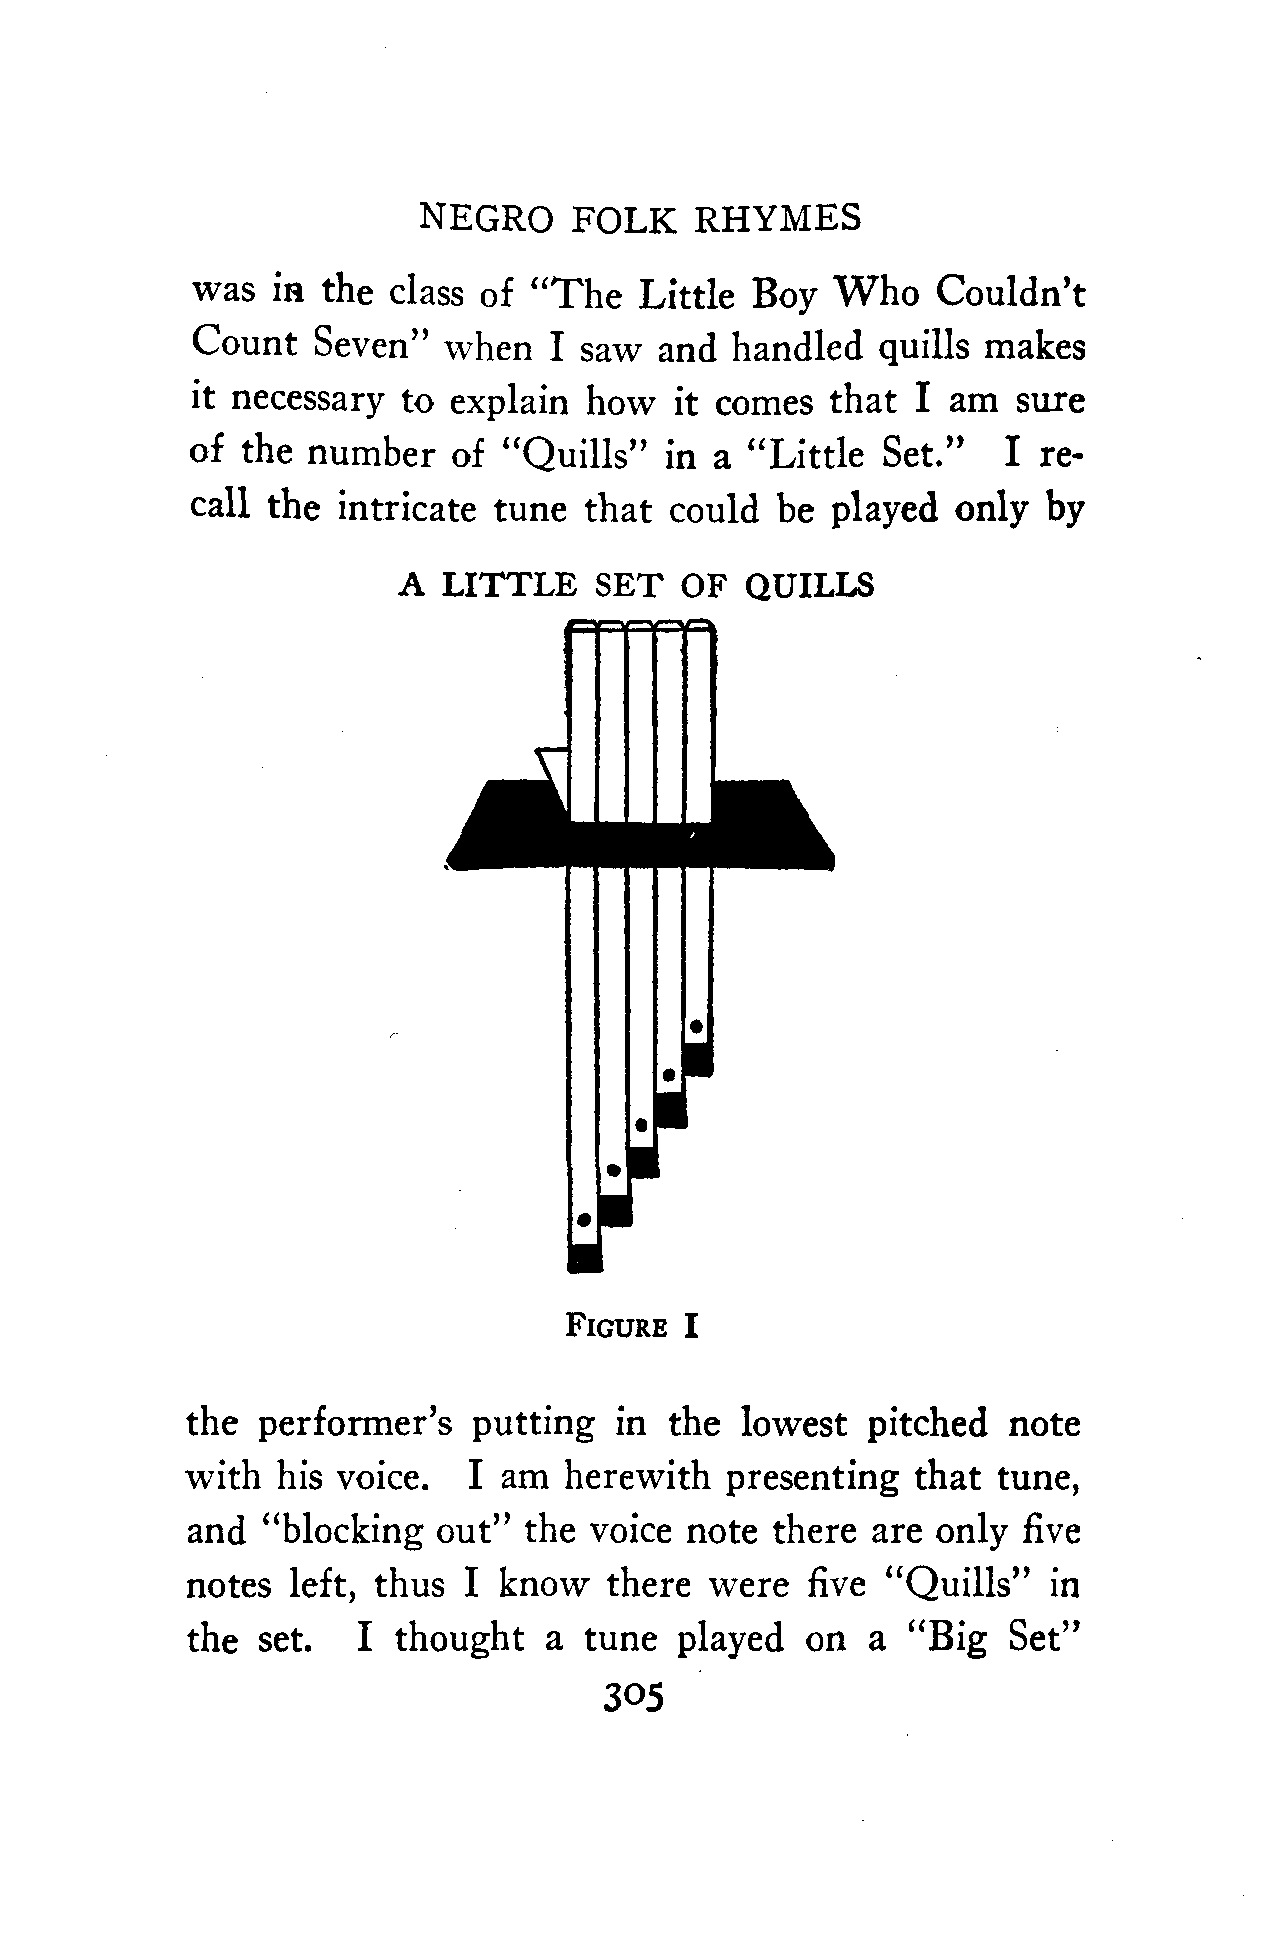 NEGRO FOLK RHYMES
was in the class of "The Little Boy Who Couldn't
Count Seven" when I saw and handled quills makes
it necessary to explain how it comes that I am sure
of the number of "Quills" in a "Little Set." I re-
call the intricate tune that could be played only by
A LITTLE SET OF QUILLS
FIGURE I
the performer's putting in the lowest pitched note
with his voice. I am herewith presenting that tune,
and "blocking out" the voice note there are only five
notes left, thus I know there were five "Quills" in
the set. I thought a tune played on a "Big Set"
305